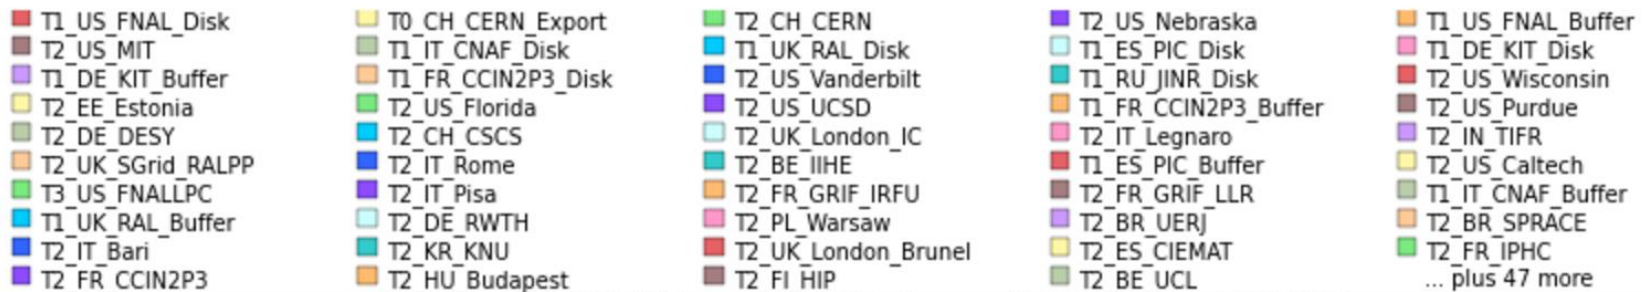 T1_US_FNAL_Disk T0_CH_CERN_Export T2_CH_CERN T2_US_Nebraska T1_US_FNAL_Buffer
T2_US_MIT T1_IT_CNAF_Disk T1_UK_RAL_Disk T1_ES_PIC_Disk T1_DE_KIT_Disk
T1_DE_KIT_Buffer T1_FR_CCIN2P3_Disk T2_US_Vanderbilt T1_RU_JINR_Disk T2_US_Wisconsin
T2_EE_Estonia T2_US_Florida T2_US_UCSD T1_FR_CCIN2P3_Buffer T2_US_Purdue
T2_DE_DESY T2_CH_CSCS T2_UK_London_IC T2_IT_Legnaro T2_IN_TIFR
T2_UK_SGrid_RALPP T2_IT_Rome T2_BE_IIHE T1_ES_PIC_Buffer T2_US_Caltech
T3_US_FNALLPC T2_IT_Pisa T2_FR_GRIF_IRFU T2_FR_GRIF_LLR T1_IT_CNAF_Buffer
T1_UK_RAL_Buffer T2_DE_RWTH T2_PL_Warsaw T2_BR_UERJ T2_BR_SPRACE
T2_IT_Bari T2_KR_KNU T2_UK_London_Brunel T2_ES_CIEMAT T2_FR_IPHC
T2_FR_CCIN2P3 T2_HU_Budapest T2_FI_HIP T2_BE_UCL ... plus 47 more